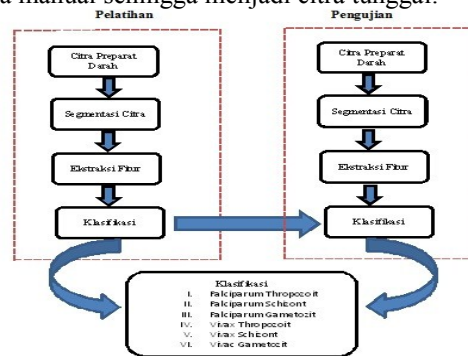 manual sehingga menjadi citra tunggal.
Pelatihan
Citra Preparat
Darah
Segmentasi Citra
Ekstraksi Fitur
Klasifikasi
Pengujian
Citra Preparat
Darah
Segmentasi Citra
Ekstraksi Fitur
Klasifikasi
Klasifikasi
I. Falciparum Thropozoit
II. Falciparum Schizont
III. Falciparum Gametozit
IV. Vivax Thropozoit
V. Vivax Schizont
VI. Vivax Gametozit